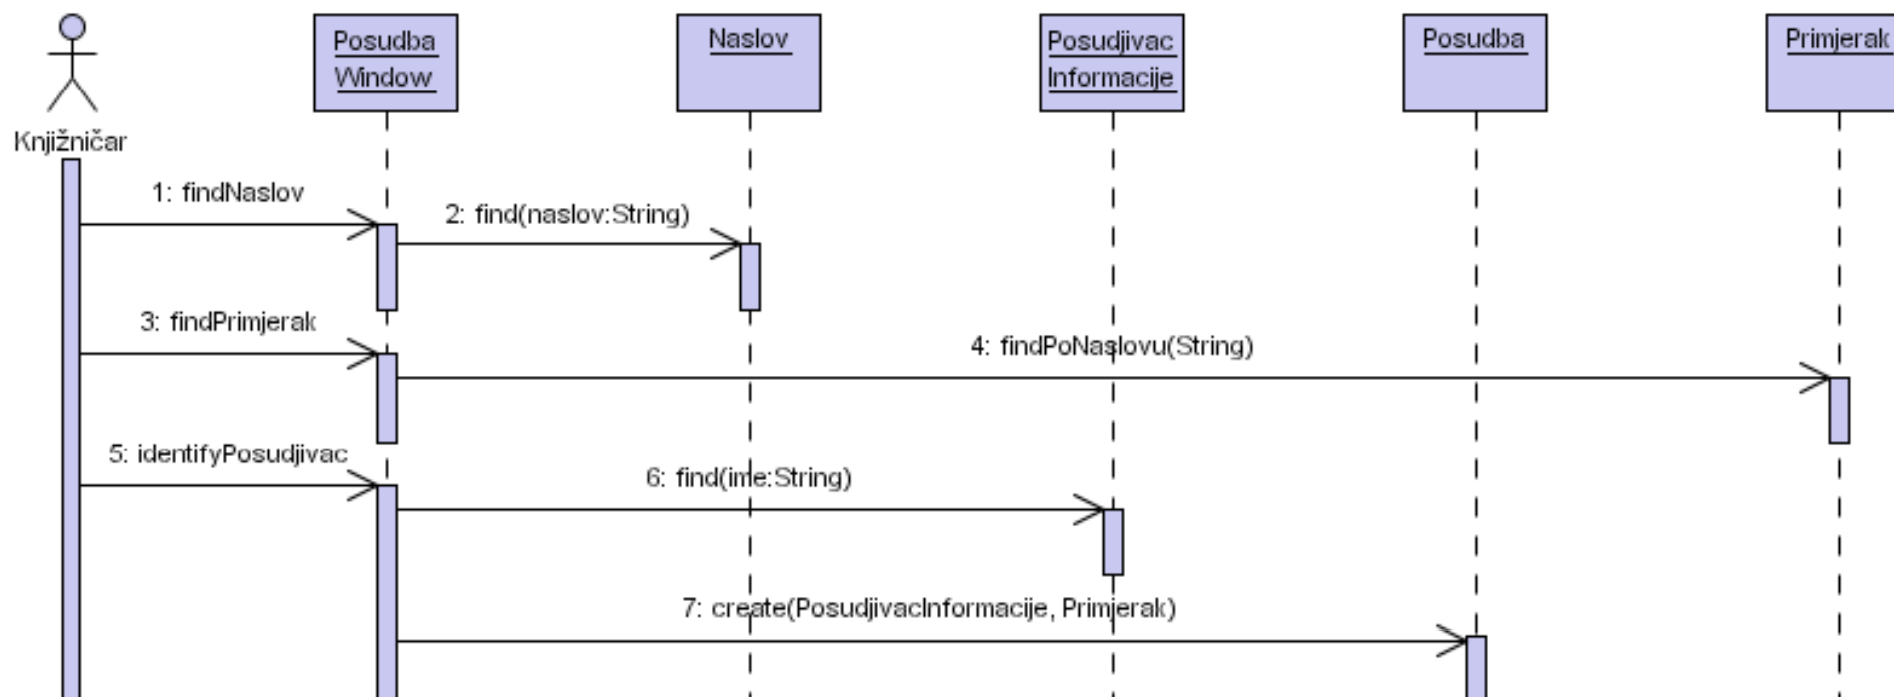 Posudba
Window
Naslov
Posudjivac
Informacije
Posudba
Primjerak
Knjižničar
1: findNaslov
2: find(naslov:String)
3: findPrimjerak
4: findPoNaslovu(String)
5: identifyPosudjivac
6: find(ime:String)
7: create(PosudjivacInformacije, Primjerak)